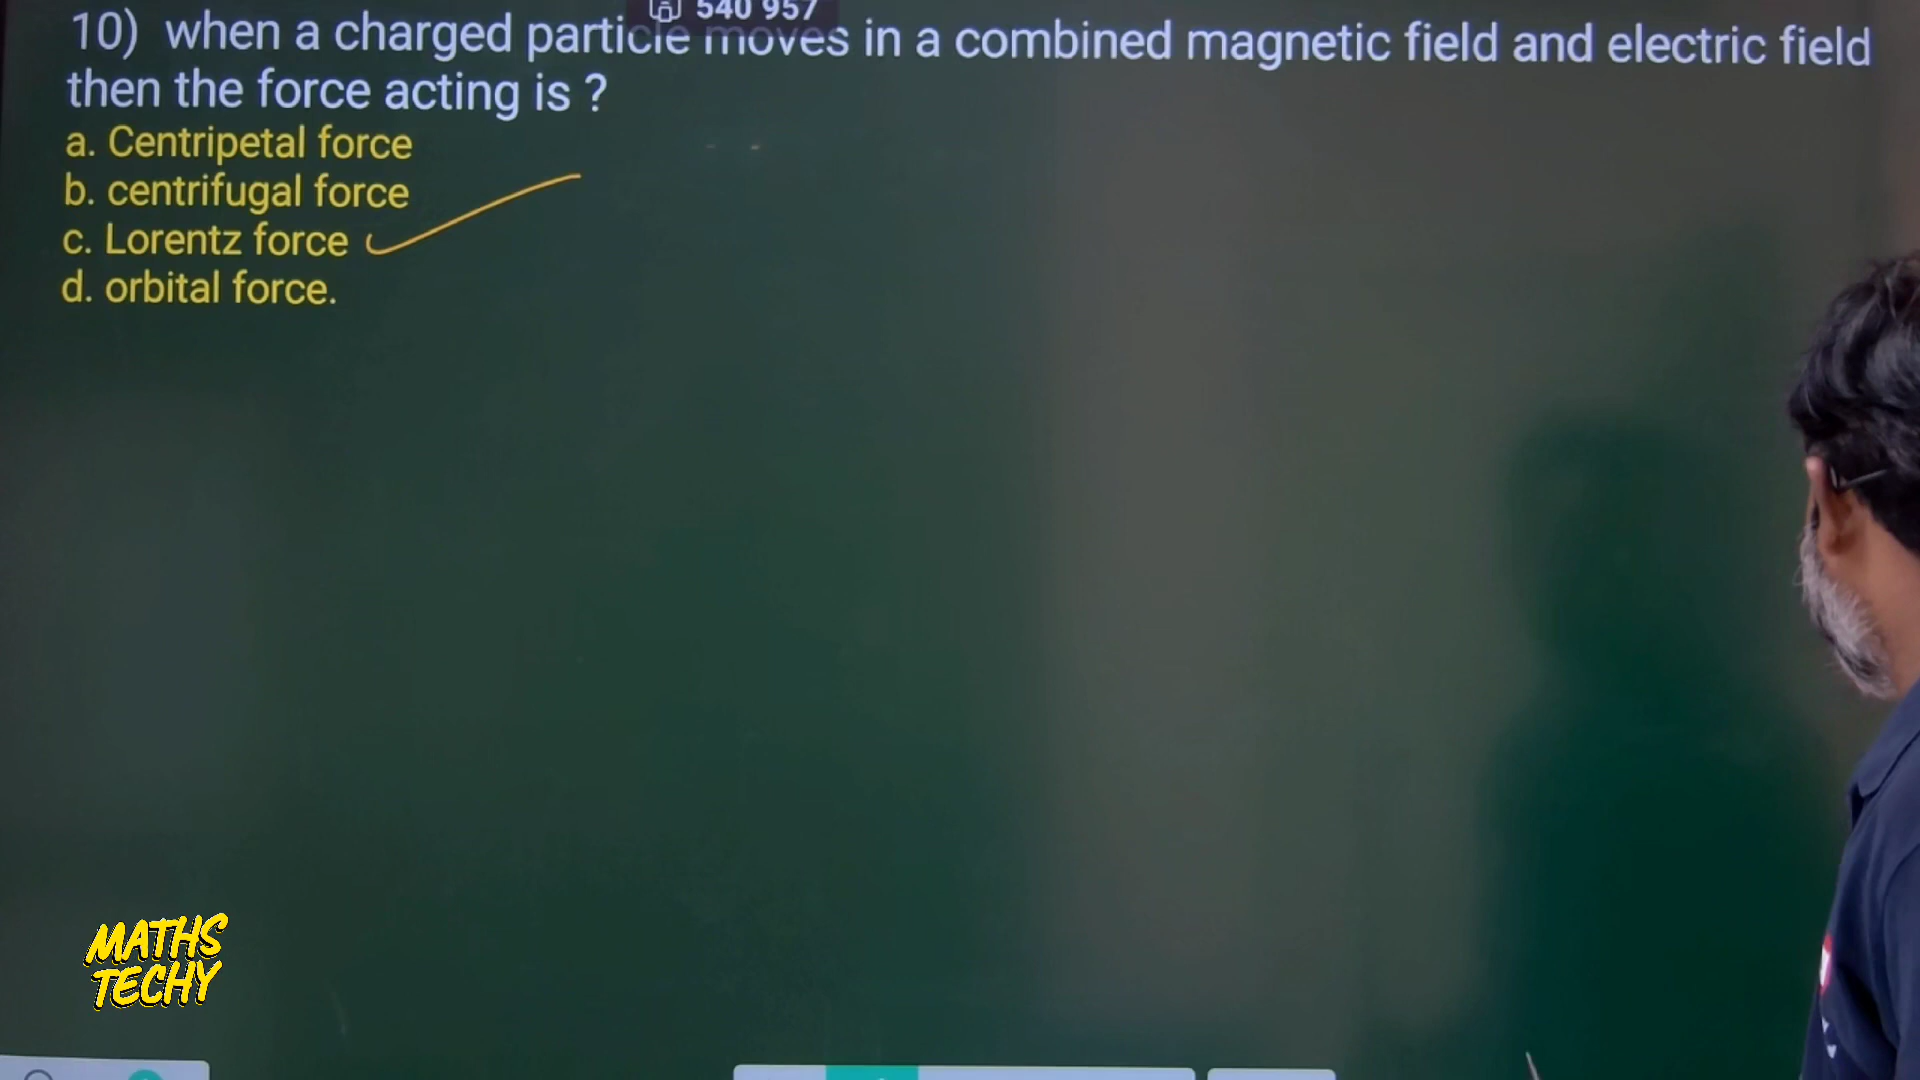 540 957
10) when a charged particle moves in a combined magnetic field and electric field
then the force acting is ?
a. Centripetal force
b. centrifugal force
c. Lorentz force
d. orbital force.
MATHS
TECHY